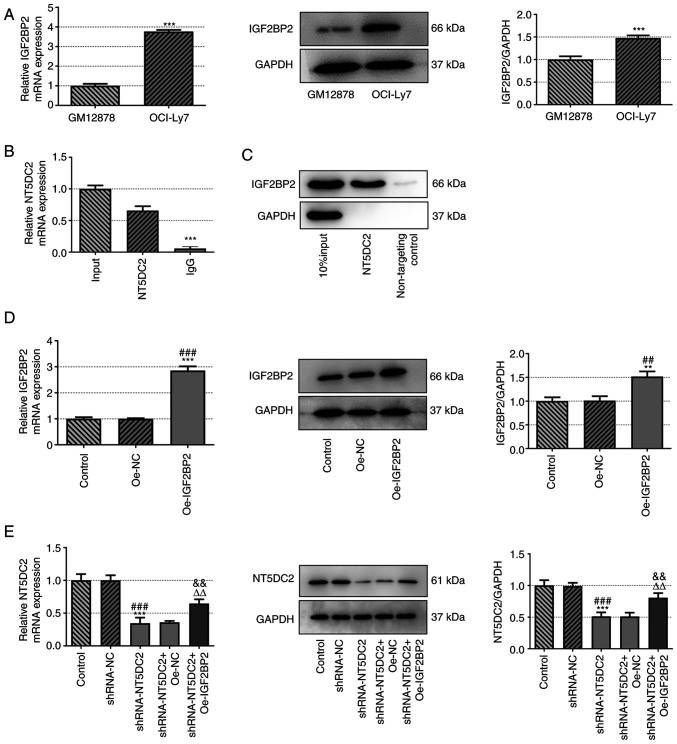 A
Relative IGF2BP2
mRNA expression
5
4
3
2
1
0
***
GM12878
OCI-Ly7
IGF2BP2
66 kDa
GAPDH
37 kDa
GM12878
OCI-Ly7
IGF2BP2/GAPDH
2.0
1.5
1.0
0.5
0.0
***
GM12878
OCI-Ly7
B
Relative NT5DC2
mRNA expression
1.5
1.0
0.5
0.0
***
Input
NT5DC2
IgG
C
IGF2BP2
66 kDa
GAPDH
37 kDa
10%input
NT5DC2
Non-targeting
control
D
Relative IGF2BP2
mRNA expression
4
3
2
1
0
###
***
Control
Oe-NC
Oe-IGF2BP2
IGF2BP2
66 kDa
GAPDH
37 kDa
Control
Oe-NC
Oe-IGF2BP2
IGF2BP2/GAPDH
2.0
1.5
1.0
0.5
0.0
##
**
Control
Oe-NC
Oe-IGF2BP2
E
Relative NT5DC2
mRNA expression
1.5
1.0
0.5
0.0
###
***
&&
ΔΔ
Control
shRNA-NC
shRNA-NT5DC2
shRNA-NT5DC2+
Oe-NC
shRNA-NT5DC2+
Oe-IGF2BP2
NT5DC2
61 kDa
GAPDH
37 kDa
Control
shRNA-NC
shRNA-NT5DC2
shRNA-NT5DC2+
Oe-NC
shRNA-NT5DC2+
Oe-IGF2BP2
NT5DC2/GAPDH
1.5
1.0
0.5
0.0
###
***
&&
ΔΔ
Control
shRNA-NC
shRNA-NT5DC2
shRNA-NT5DC2+
Oe-NC
shRNA-NT5DC2+
Oe-IGF2BP2